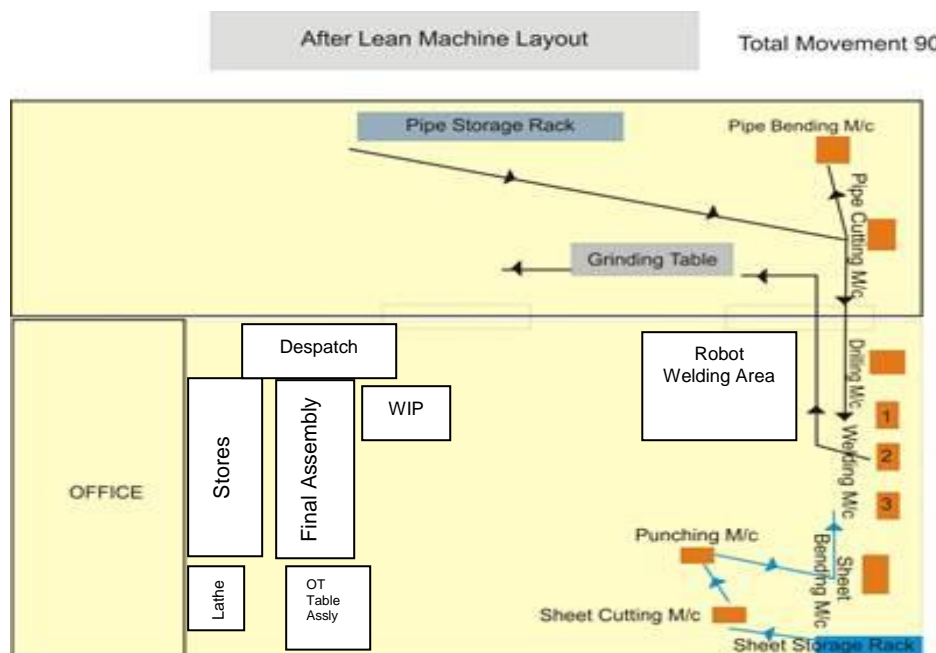 After Lean Machine Layout
Total Movement 90
Pipe Storage Rack
Pipe Bending M/c
Pipe Cutting M/c
Grinding Table
Despatch
Robot
Welding Area
Drilling M/c
WIP
Stores
Final Assembly
1
Welding M/c
2
OFFICE
3
Punching M/c
Sheet
Bending M/c
Lathe
OT
Table
Assly
Sheet Cutting M/c
Sheet Storage Rack